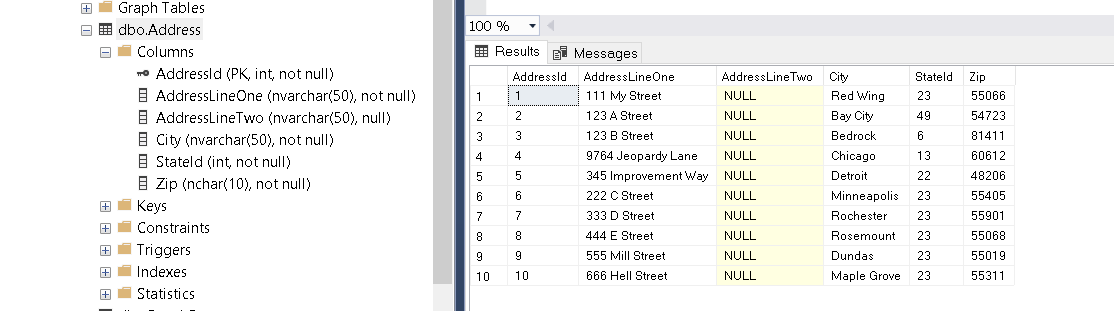 Graph Tables
dbo.Address
Columns
AddressId (PK, int, not null)
AddressLineOne (nvarchar(50), not null)
AddressLineTwo (nvarchar(50), null)
City (nvarchar(50), not null)
StateId (int, not null)
Zip (nchar(10), not null)
Keys
Constraints
Triggers
Indexes
Statistics
100 %
Results Messages
AddressId AddressLineOne AddressLineTwo City StateId Zip
1 1 111 My Street NULL Red Wing 23 55066
2 2 123 A Street NULL Bay City 49 54723
3 3 123 B Street NULL Bedrock 6 81411
4 4 9764 Jeopardy Lane NULL Chicago 13 60612
5 5 345 Improvement Way NULL Detroit 22 48206
6 6 222 C Street NULL Minneapolis 23 55405
7 7 333 D Street NULL Rochester 23 55901
8 8 444 E Street NULL Rosemount 23 55068
9 9 555 Mill Street NULL Dundas 23 55019
10 10 666 Hell Street NULL Maple Grove 23 55311